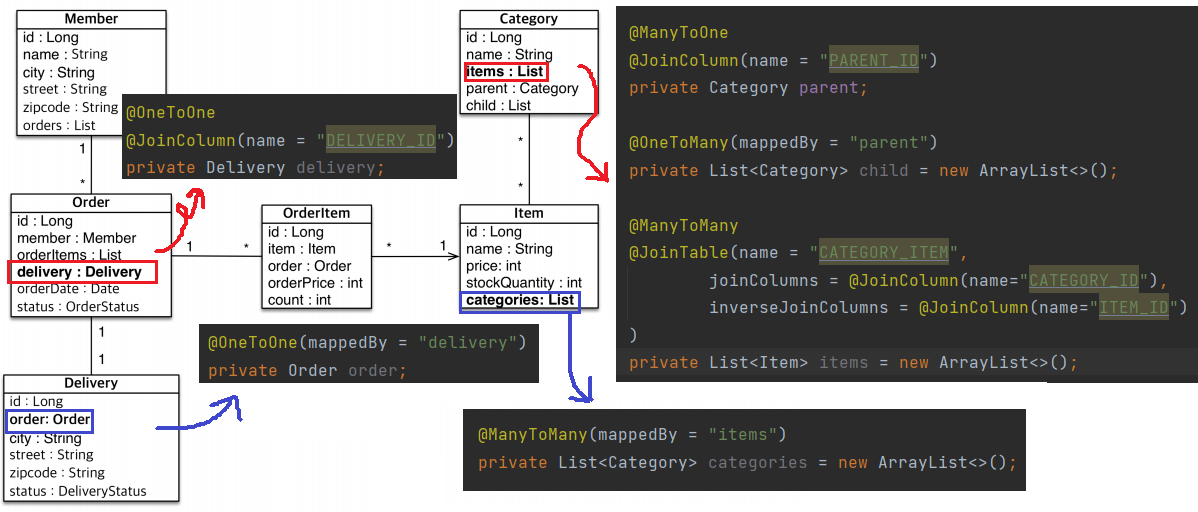 Member
id : Long
name : String
city : String
street : String
zipcode : String
orders : List
1
*
@OneToOne
@JoinColumn(name = "DELIVERY_ID")
private Delivery delivery;
Category
id : Long
name : String
items : List
parent : Category
child : List
*
*
@ManyToOne
@JoinColumn(name = "PARENT_ID")
private Category parent;
@OneToMany(mappedBy = "parent")
private List<Category> child = new ArrayList<>();
@ManyToMany
@JoinTable(name = "CATEGORY_ITEM",
joinColumns = @JoinColumn(name="CATEGORY_ID"),
inverseJoinColumns = @JoinColumn(name="ITEM_ID")
)
private List<Item> items = new ArrayList<>();
Order
id : Long
member : Member
orderItems : List
delivery : Delivery
orderDate : Date
status : OrderStatus
1
*
OrderItem
id : Long
item : Item
order : Order
orderPrice : int
count : int
*
1
Item
id : Long
name : String
price: int
stockQuantity : int
categories: List
1
1
@OneToOne(mappedBy = "delivery")
private Order order;
Delivery
id : Long
order: Order
city : String
street : String
zipcode : String
status : DeliveryStatus
@ManyToMany(mappedBy = "items")
private List<Category> categories = new ArrayList<>();